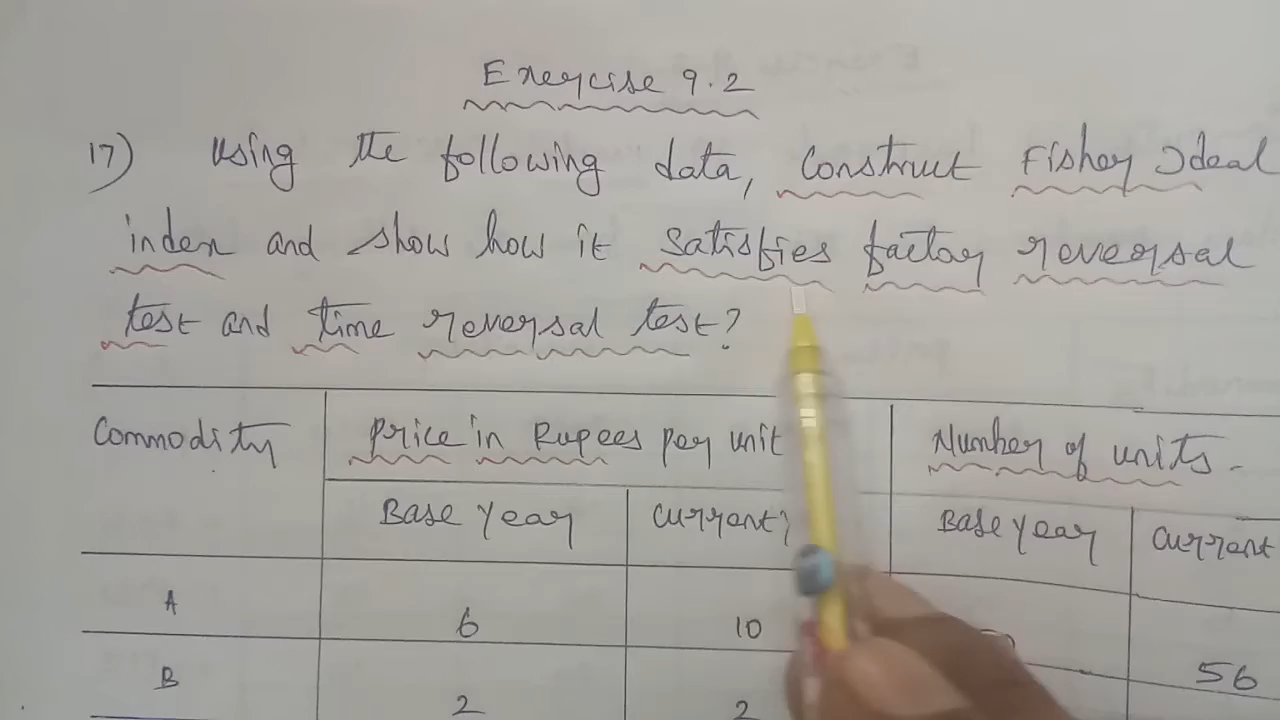 Exercise 9.2
17) Using the following data, Construct Fisher Ideal
index and show how it satisfies factor reversal
test and time reversal test?
Commodity Price in Rupees per unit Number of units.
Base year Current Base year Current
A 6 10 56
B 2 2